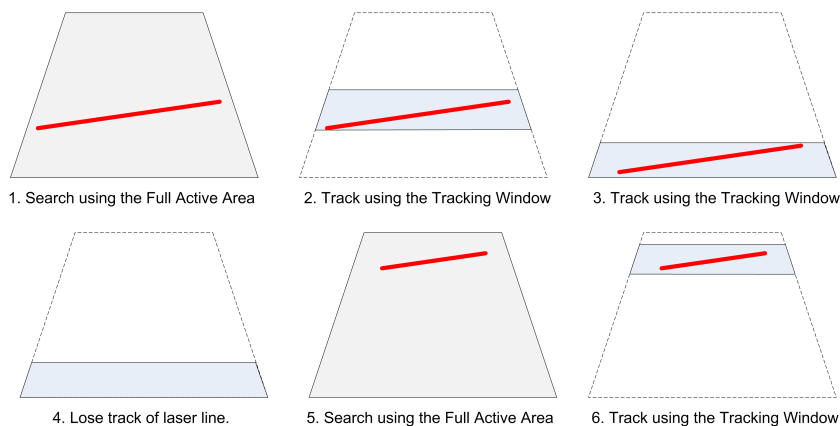 1. Search using the Full Active Area
2. Track using the Tracking Window
3. Track using the Tracking Window
4. Lose track of laser line.
5. Search using the Full Active Area
6. Track using the Tracking Window